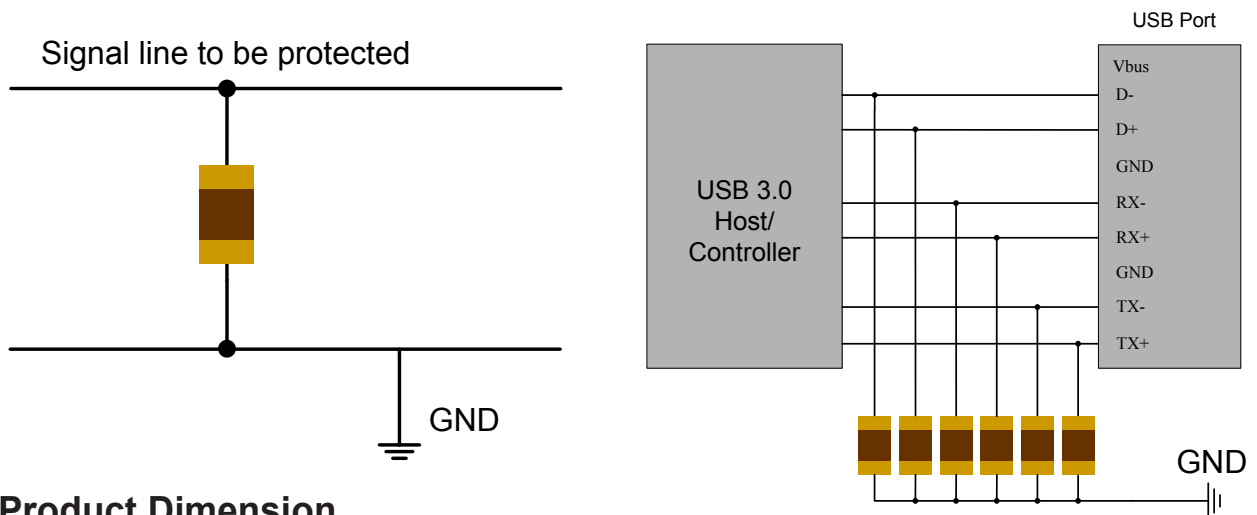 Signal line to be protected
GND
USB Port
USB 3.0
Host/
Controller
Vbus
D-
D+
GND
RX-
RX+
GND
TX-
TX+
GND
Product Dimension